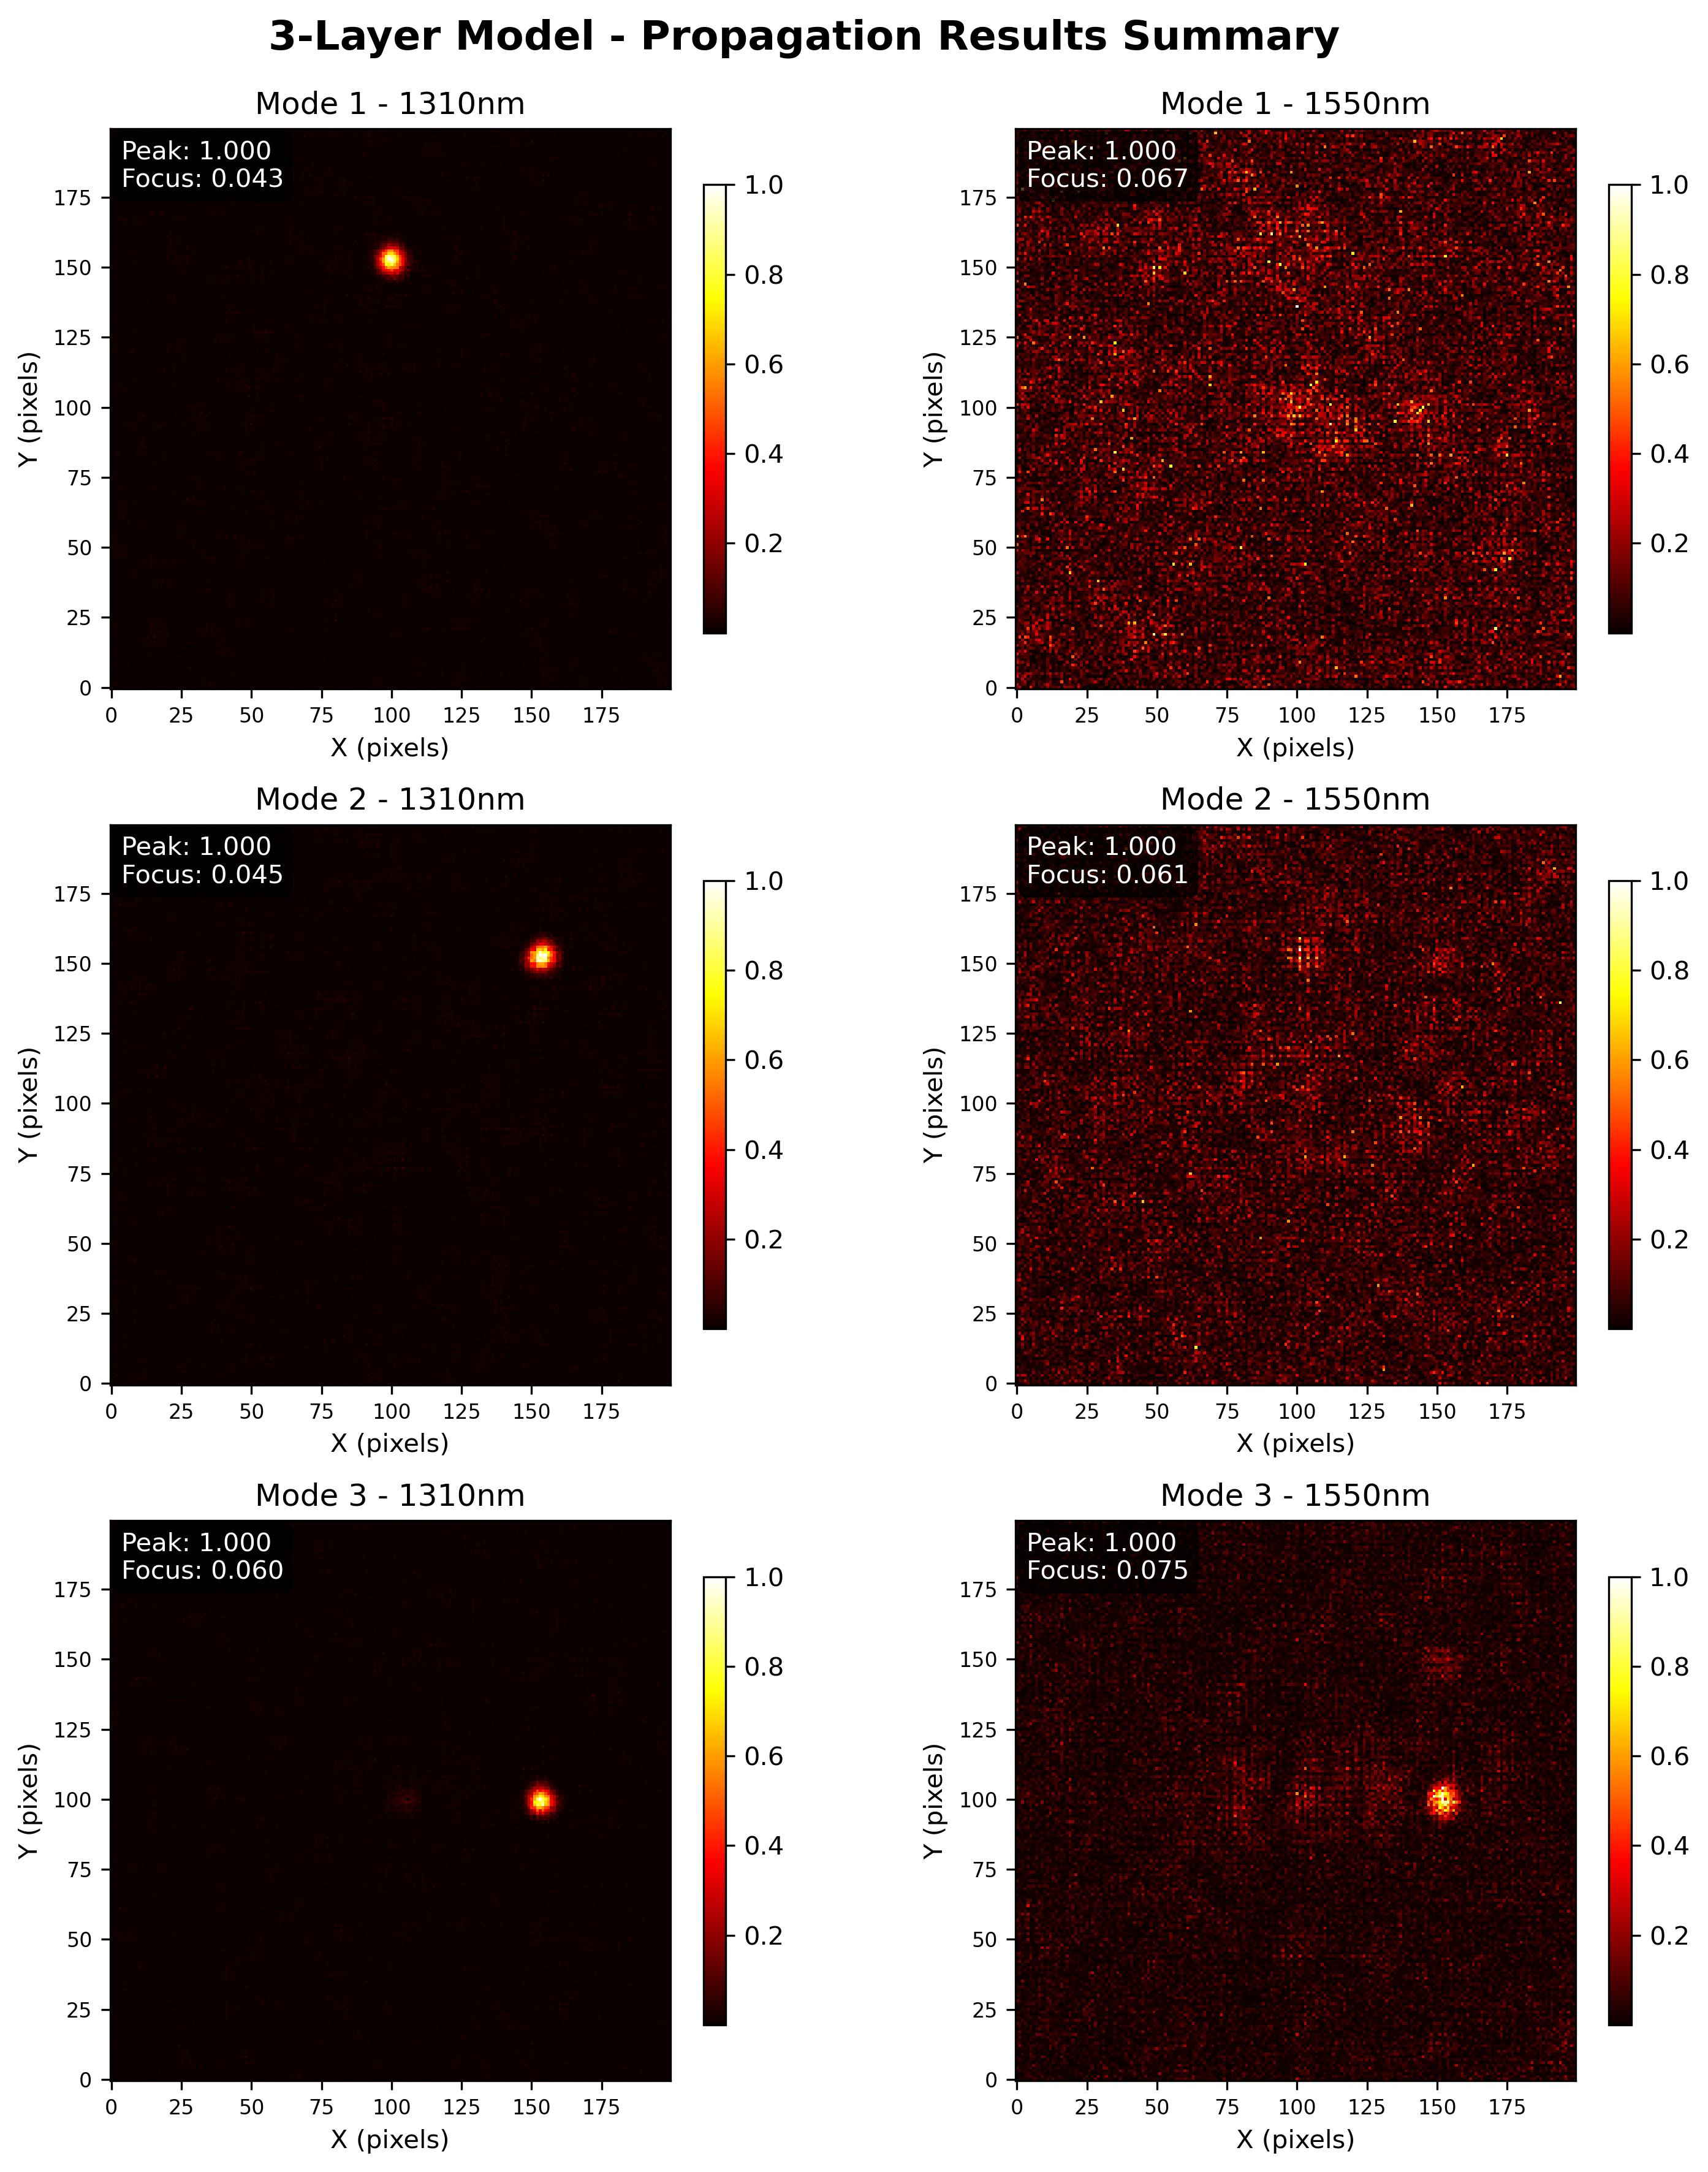 3-Layer Model - Propagation Results Summary
Mode 1 - 1310nm
Peak: 1.000
Focus: 0.043
175
150
125
100
75
50
25
0
Y (pixels)
0 25 50 75 100 125 150 175
X (pixels)
1.0
0.8
0.6
0.4
0.2
Mode 1 - 1550nm
Peak: 1.000
Focus: 0.067
175
150
125
100
75
50
25
0
Y (pixels)
0 25 50 75 100 125 150 175
X (pixels)
1.0
0.8
0.6
0.4
0.2
Mode 2 - 1310nm
Peak: 1.000
Focus: 0.045
175
150
125
100
75
50
25
0
Y (pixels)
0 25 50 75 100 125 150 175
X (pixels)
1.0
0.8
0.6
0.4
0.2
Mode 2 - 1550nm
Peak: 1.000
Focus: 0.061
175
150
125
100
75
50
25
0
Y (pixels)
0 25 50 75 100 125 150 175
X (pixels)
1.0
0.8
0.6
0.4
0.2
Mode 3 - 1310nm
Peak: 1.000
Focus: 0.060
175
150
125
100
75
50
25
0
Y (pixels)
0 25 50 75 100 125 150 175
X (pixels)
1.0
0.8
0.6
0.4
0.2
Mode 3 - 1550nm
Peak: 1.000
Focus: 0.075
175
150
125
100
75
50
25
0
Y (pixels)
0 25 50 75 100 125 150 175
X (pixels)
1.0
0.8
0.6
0.4
0.2